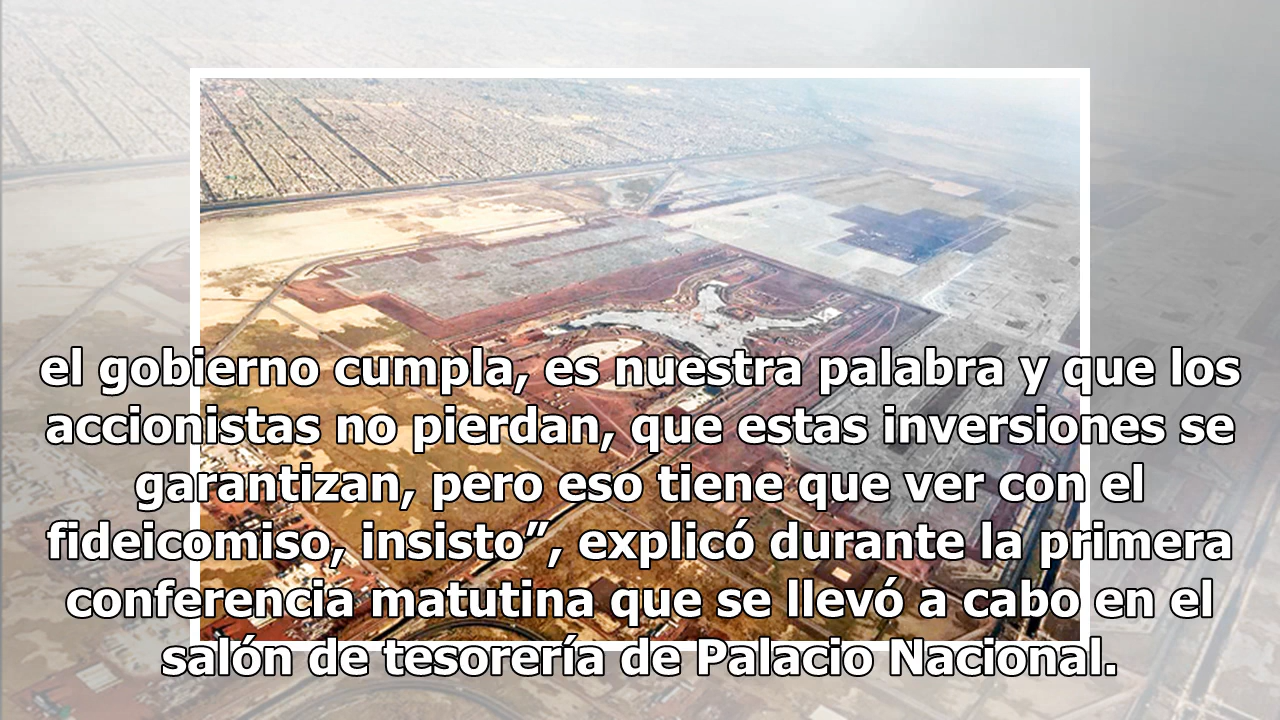 el gobierno cumpla, es nuestra palabra y que los
accionistas no pierdan, que estas inversiones se
garantizan, pero eso tiene que ver con el
fideicomiso, insisto”, explicó durante la primera
conferencia matutina que se llevó a cabo en el
salón de tesorería de Palacio Nacional.